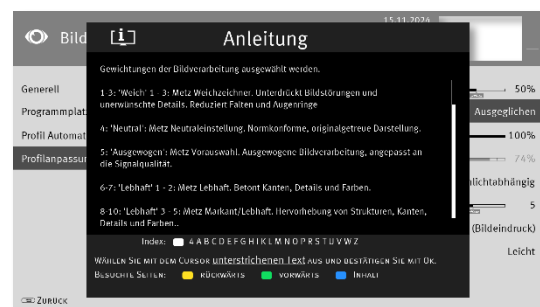 15.11.2024
Bild
[i]
Anleitung
Gewichtungen der Bildverarbeitung ausgewählt werden.
1-3: 'Weich' 1 - 3: Metz Weichzeichner. Unterdrückt Bildstörungen und
unerwünschte Details. Reduziert Falten und Augenringe
4: 'Neutral': Metz Neutraleinstellung. Normkonforme, originalgetreue Darstellung.
5: 'Ausgewogen': Metz Vorauswahl. Ausgewogene Bildverarbeitung, angepasst an
die Signalqualität.
6-7: 'Lebhaft' 1 - 2: Metz Lebhaft. Betont Kanten, Details und Farben.
8-10: 'Lebhaft' 3 - 5: Metz Markant/Lebhaft. Hervorhebung von Strukturen, Kanten,
Details und Farben..
Index: 4 A B C D E F G H I K L M N O P R S T U V W Z
Wählen Sie mit dem Cursor unterstrichenen Text aus und bestätigen Sie mit Ok.
Besuchte Seiten: rückwärts vorwärts Inhalt
Generell
Programmplat
Profil Automat
Profilanpassur
50%
Ausgeglichen
100%
74%
lichtabhängig
5
(Bildeindruck)
Leicht
Zurück